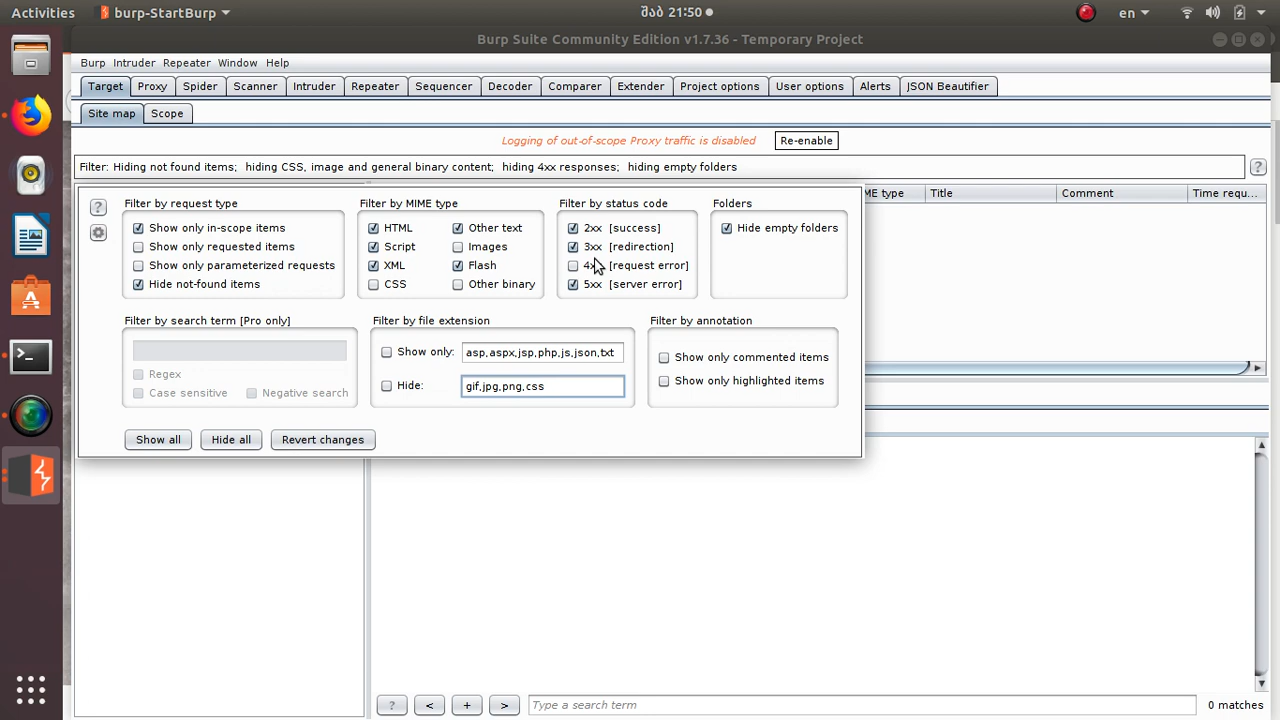 Activities burp-StartBurp შაბ 21:50 en
Burp Suite Community Edition v1.7.36 - Temporary Project
Burp Intruder Repeater Window Help
Target Proxy Spider Scanner Intruder Repeater Sequencer Decoder Comparer Extender Project options User options Alerts JSON Beautifier
Site map Scope
Logging of out-of-scope Proxy traffic is disabled Re-enable
Filter: Hiding not found items; hiding CSS, image and general binary content; hiding 4xx responses; hiding empty folders ?
ME type Title Comment Time requ...
? Filter by request type Filter by MIME type Filter by status code Folders
Show only in-scope items HTML Other text 2xx [success] Hide empty folders
Show only requested items Script Images 3xx [redirection]
Show only parameterized requests XML Flash [request error]
Hide not-found items CSS Other binary 5xx [server error]
Filter by search term [Pro only] Filter by file extension Filter by annotation
Show only: asp,aspx,jsp,php,js,json,txt Show only commented items
Regex Hide: gif,jpg,png,css Show only highlighted items
Case sensitive Negative search
Show all Hide all Revert changes
? < + > Type a search term 0 matches